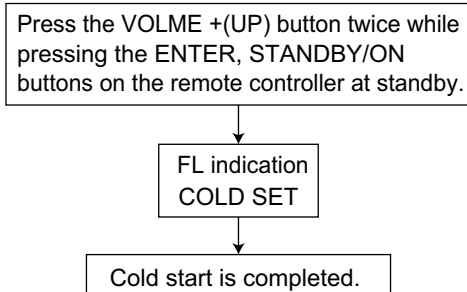 Press the VOLME +(UP) button twice while
pressing the ENTER, STANDBY/ON
buttons on the remote controller at standby.
FL indication
COLD SET
Cold start is completed.